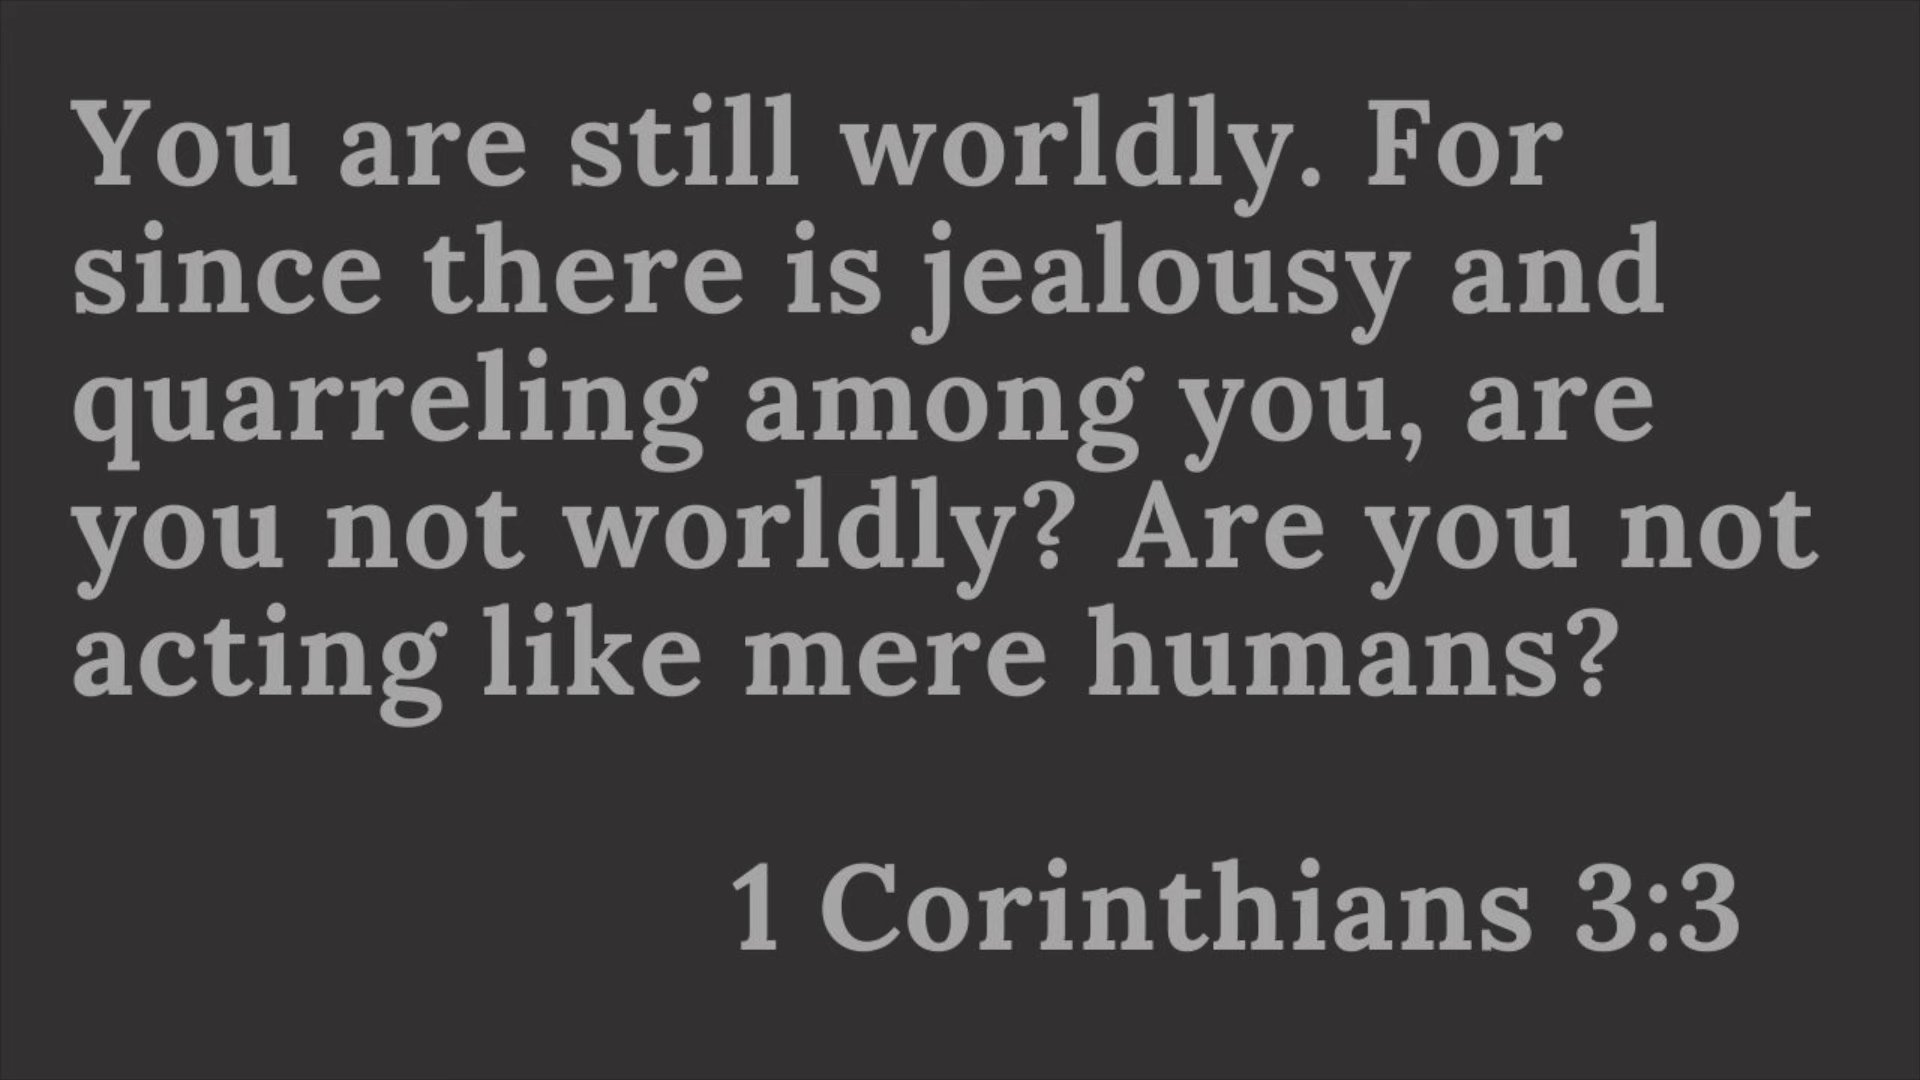 You are still worldly. For
since there is jealousy and
quarreling among you, are
you not worldly? Are you not
acting like mere humans?
1 Corinthians 3:3